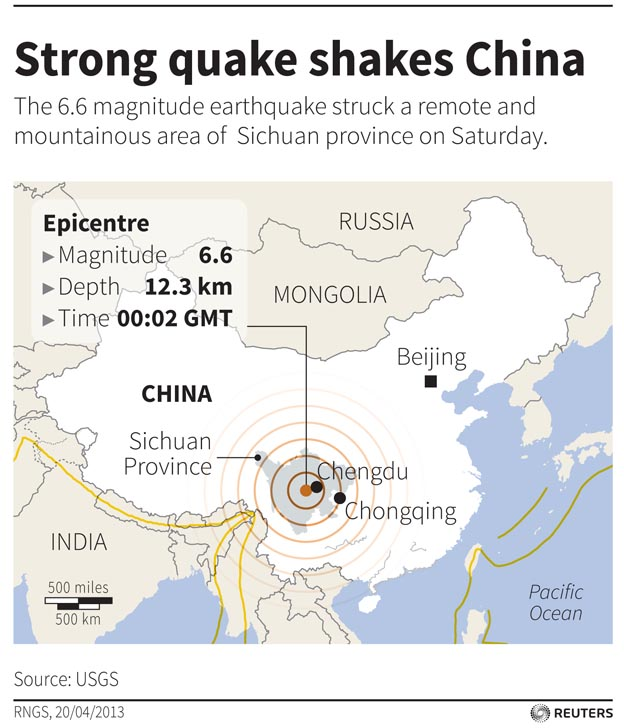 Strong quake shakes China
The 6.6 magnitude earthquake struck a remote and
mountainous area of Sichuan province on Saturday.
Epicentre
▶ Magnitude 6.6
▶ Depth 12.3 km
▶ Time 00:02 GMT
RUSSIA
MONGOLIA
Beijing
CHINA
Sichuan
Province
Chengdu
Chongqing
INDIA
500 miles
500 km
Pacific
Ocean
Source: USGS
RNGS, 20/04/2013
REUTERS